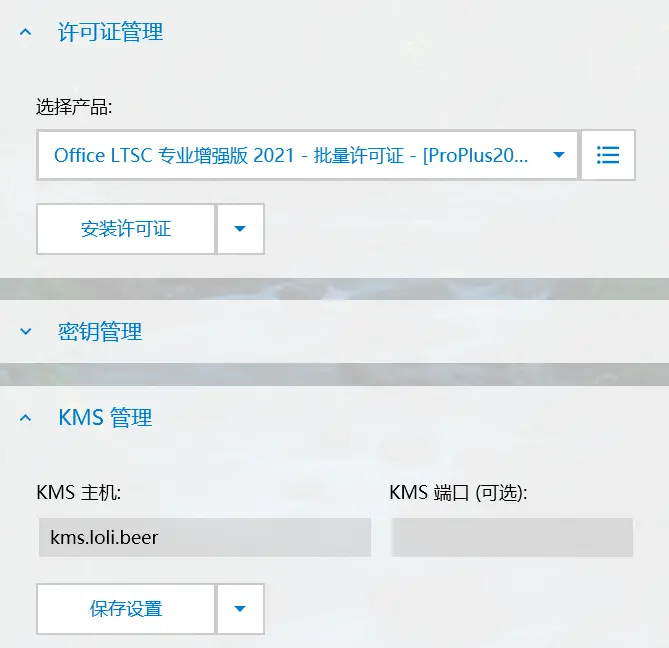 许可证管理
选择产品:
Office LTSC 专业增强版 2021 - 批量许可证 - [ProPlus20...
安装许可证
密钥管理
KMS 管理
KMS 主机: KMS 端口 (可选):
kms.loli.beer
保存设置